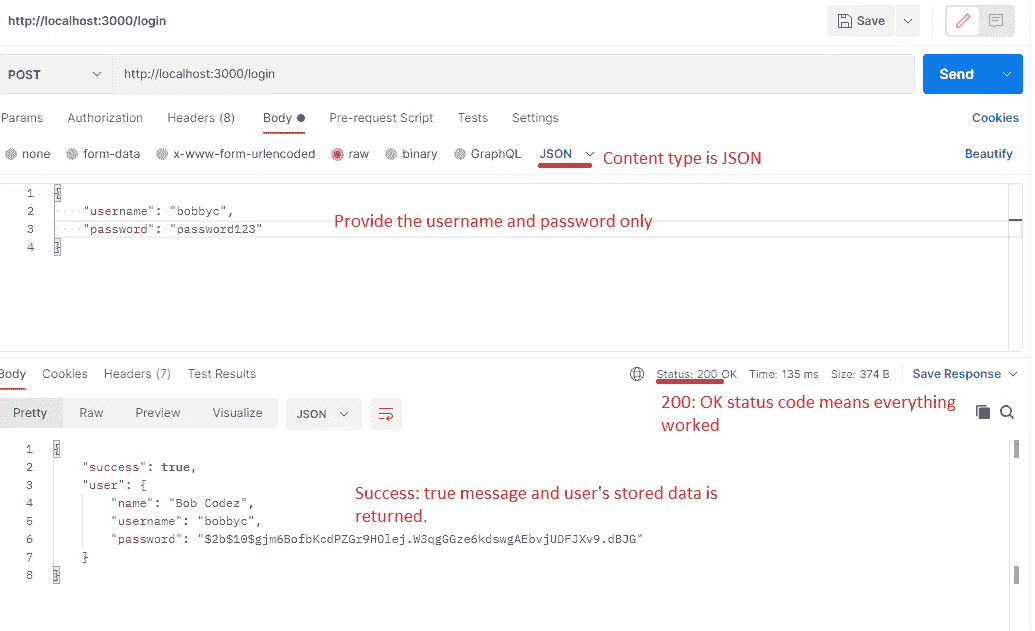 http://localhost:3000/login
Save
POST
http://localhost:3000/login
Send
Params Authorization Headers (8) Body Pre-request Script Tests Settings Cookies
none form-data x-www-form-urlencoded raw binary GraphQL JSON Content type is JSON Beautify
1 {
2 "username": "bobbyc",
Provide the username and password only
3 "password": "password123"
4 }
Body Cookies Headers (7) Test Results Status: 200 OK Time: 135 ms Size: 374 B Save Response
200: OK status code means everything
worked
Pretty Raw Preview Visualize JSON
1 {
2 "success": true,
3 "user": {
Success: true message and user's stored data is
returned.
4 "name": "Bob Codez",
5 "username": "bobbyc",
6 "password": "$2b$10$gjm6BofbKcdPZGr9HOlej.W3qgGGze6kdswgAEbvjUDFJXv9.dBJG"
7 }
8 }